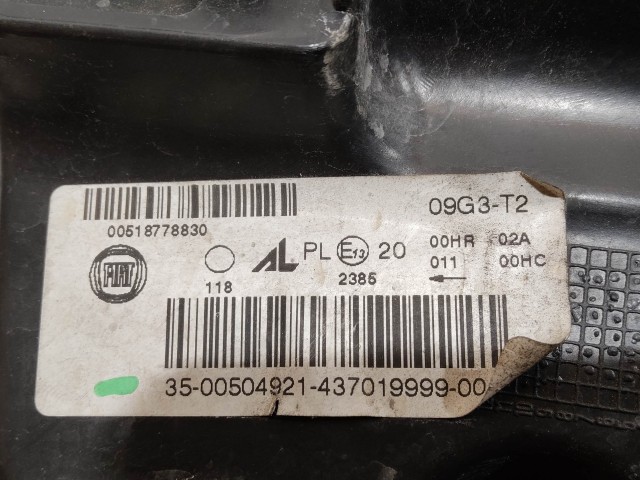 00518778830
09G3-T2
FIAT
118
AL PL E13 20
2385
00HR 02A
011 00HC
35-00504921-437019999-00